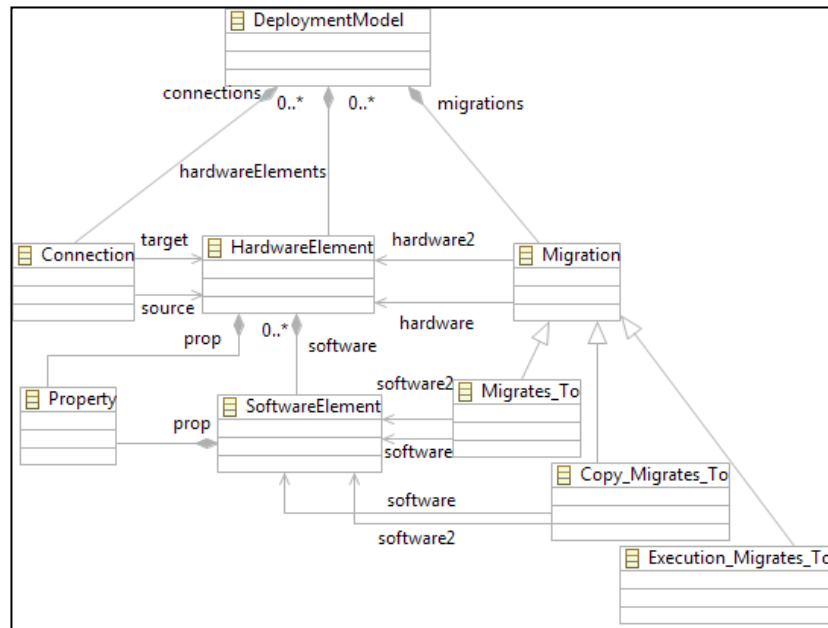 DeploymentModel
connections
0..*
0..*
migrations
hardwareElements
Connection
target
HardwareElement
hardware2
Migration
source
hardware
prop
0..*
software
Property
prop
SoftwareElement
software2
Migrates_To
software
Copy_Migrates_To
software
software2
Execution_Migrates_To